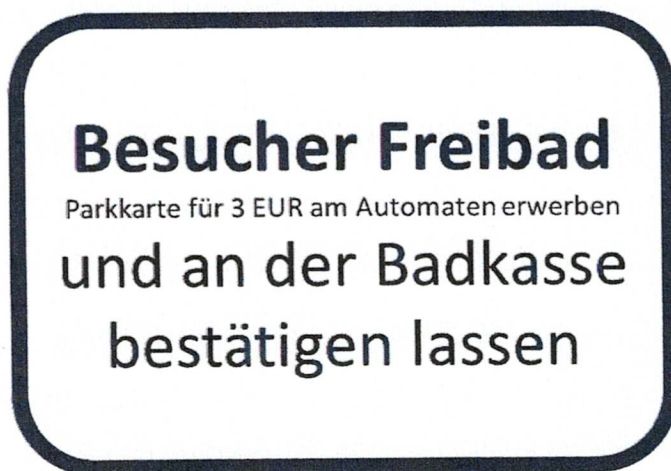 Besucher Freibad
Parkkarte für 3 EUR am Automaten erwerben
und an der Badkasse
bestätigen lassen